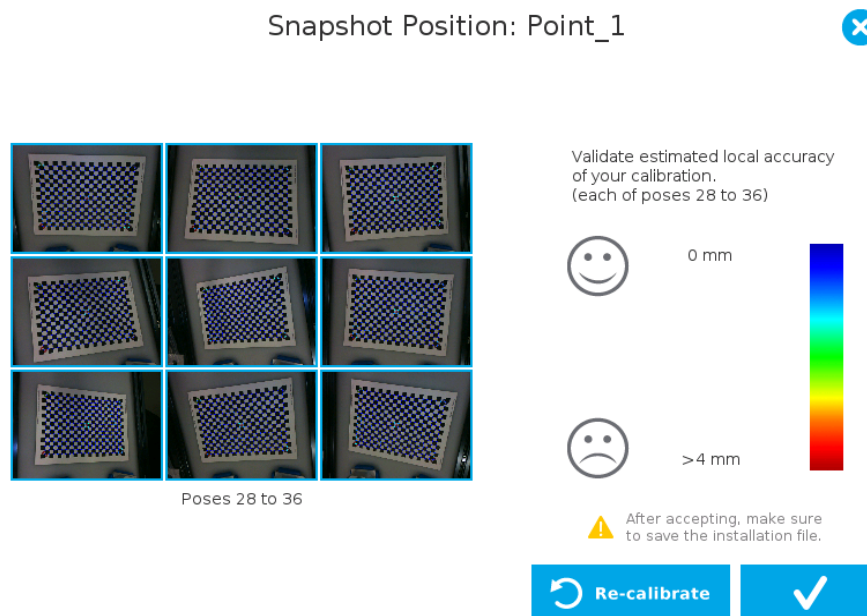 Snapshot Position: Point_1
Validate estimated local accuracy
of your calibration.
(each of poses 28 to 36)
0 mm
>4 mm
Poses 28 to 36
After accepting, make sure
to save the installation file.
Re-calibrate